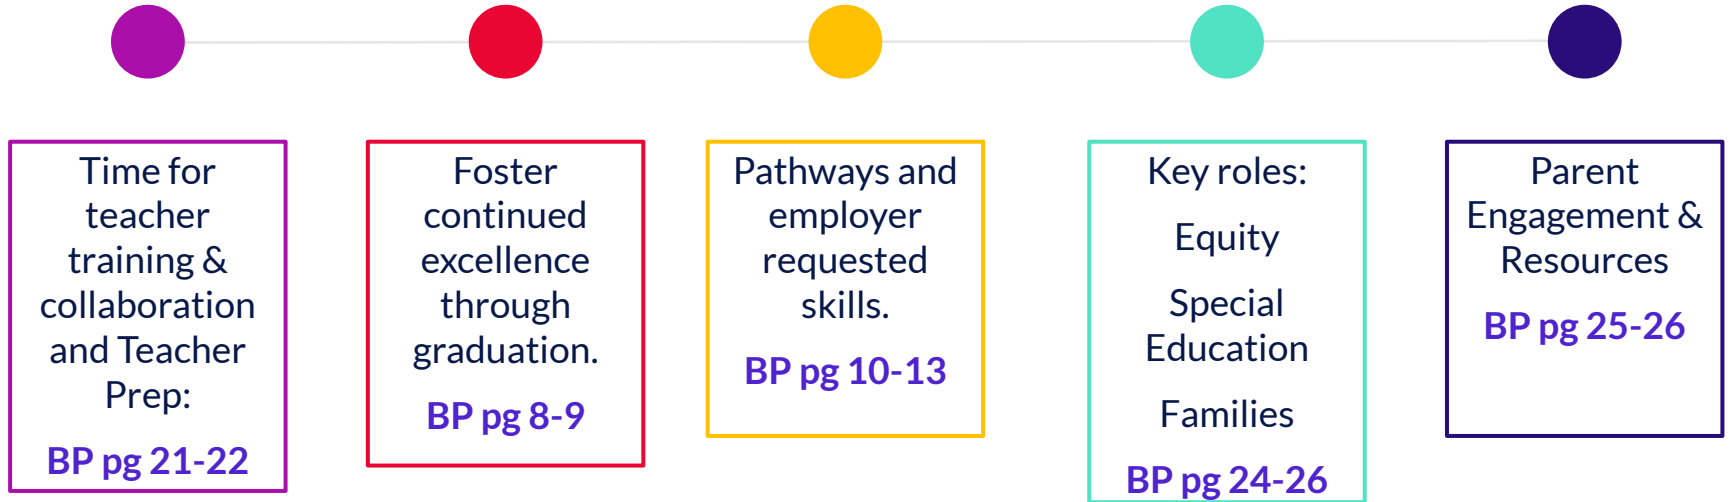 Time for
teacher
training &
collaboration
and Teacher
Prep:
BP pg 21-22
Foster
continued
excellence
through
graduation.
BP pg 8-9
Pathways and
employer
requested
skills.
BP pg 10-13
Key roles:
Equity
Special
Education
Families
BP pg 24-26
Parent
Engagement &
Resources
BP pg 25-26